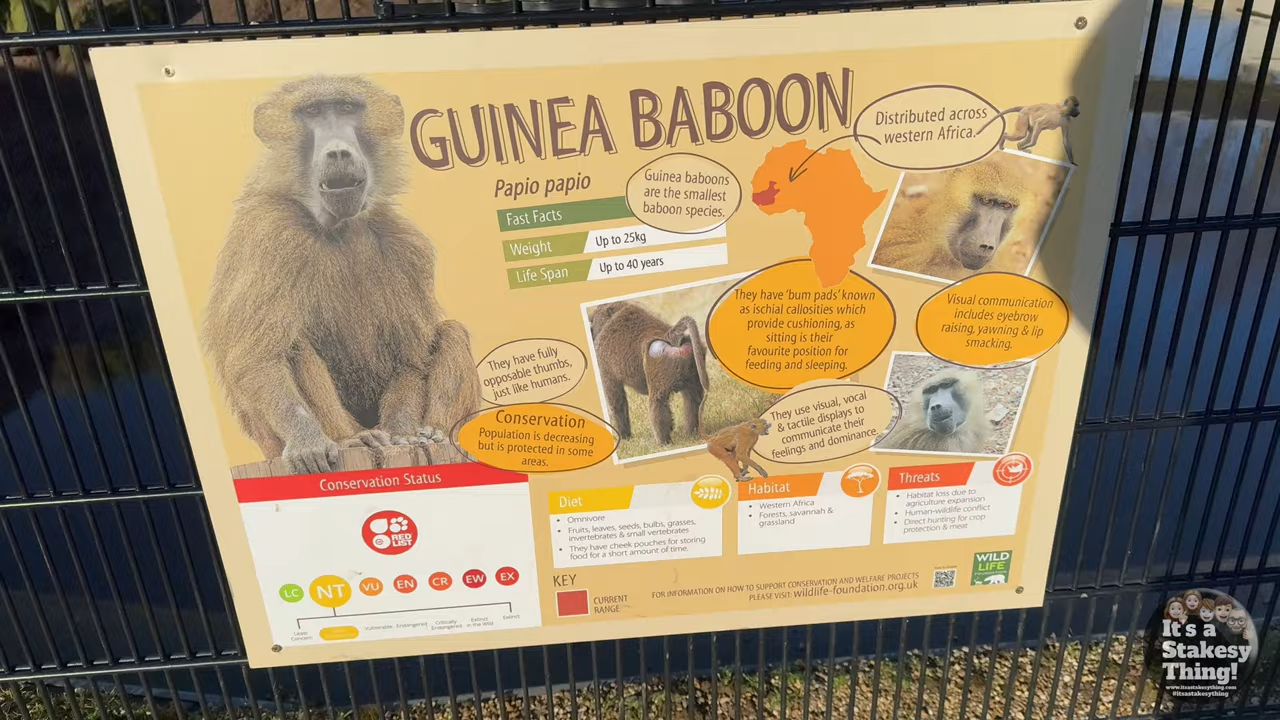 GUINEA BABOON
Papio papio
Guinea baboons
are the smallest
baboon species.
Distributed across
western Africa.
Fast Facts
Weight Up to 25kg
Life Span Up to 40 years
They have 'bum pads' known
as ischial callosities which
provide cushioning, as
sitting is their
favourite position for
feeding and sleeping.
Visual communication
includes eyebrow
raising, yawning & lip
smacking.
They have fully
opposable thumbs,
just like humans.
They use visual, vocal
& tactile displays to
communicate their
feelings and dominance.
Conservation
Population is decreasing
but is protected in some
areas.
Conservation Status
RED
LIST
LC NT VU EN CR EW EX
Least
Concern
Vulnerable
Endangered
Critically
Endangered
Extinct
in the Wild
Extinct
Diet
• Omnivore
• Fruits, leaves, seeds, bulbs, grasses,
invertebrates & small vertebrates
• They have cheek pouches for storing
food for a short amount of time.
Habitat
• Western Africa
• Forests, savannah &
grassland
Threats
• Habitat loss due to
agriculture expansion
• Human-wildlife conflict
• Direct hunting for crop
protection & meat
KEY
CURRENT
RANGE
FOR INFORMATION ON HOW TO SUPPORT CONSERVATION AND WELFARE PROJECTS
PLEASE VISIT: wildlife-foundation.org.uk
WILD
LIFE
It's a
Stakesy
Thing!
www.itsastakesything.com
#itsastakesything